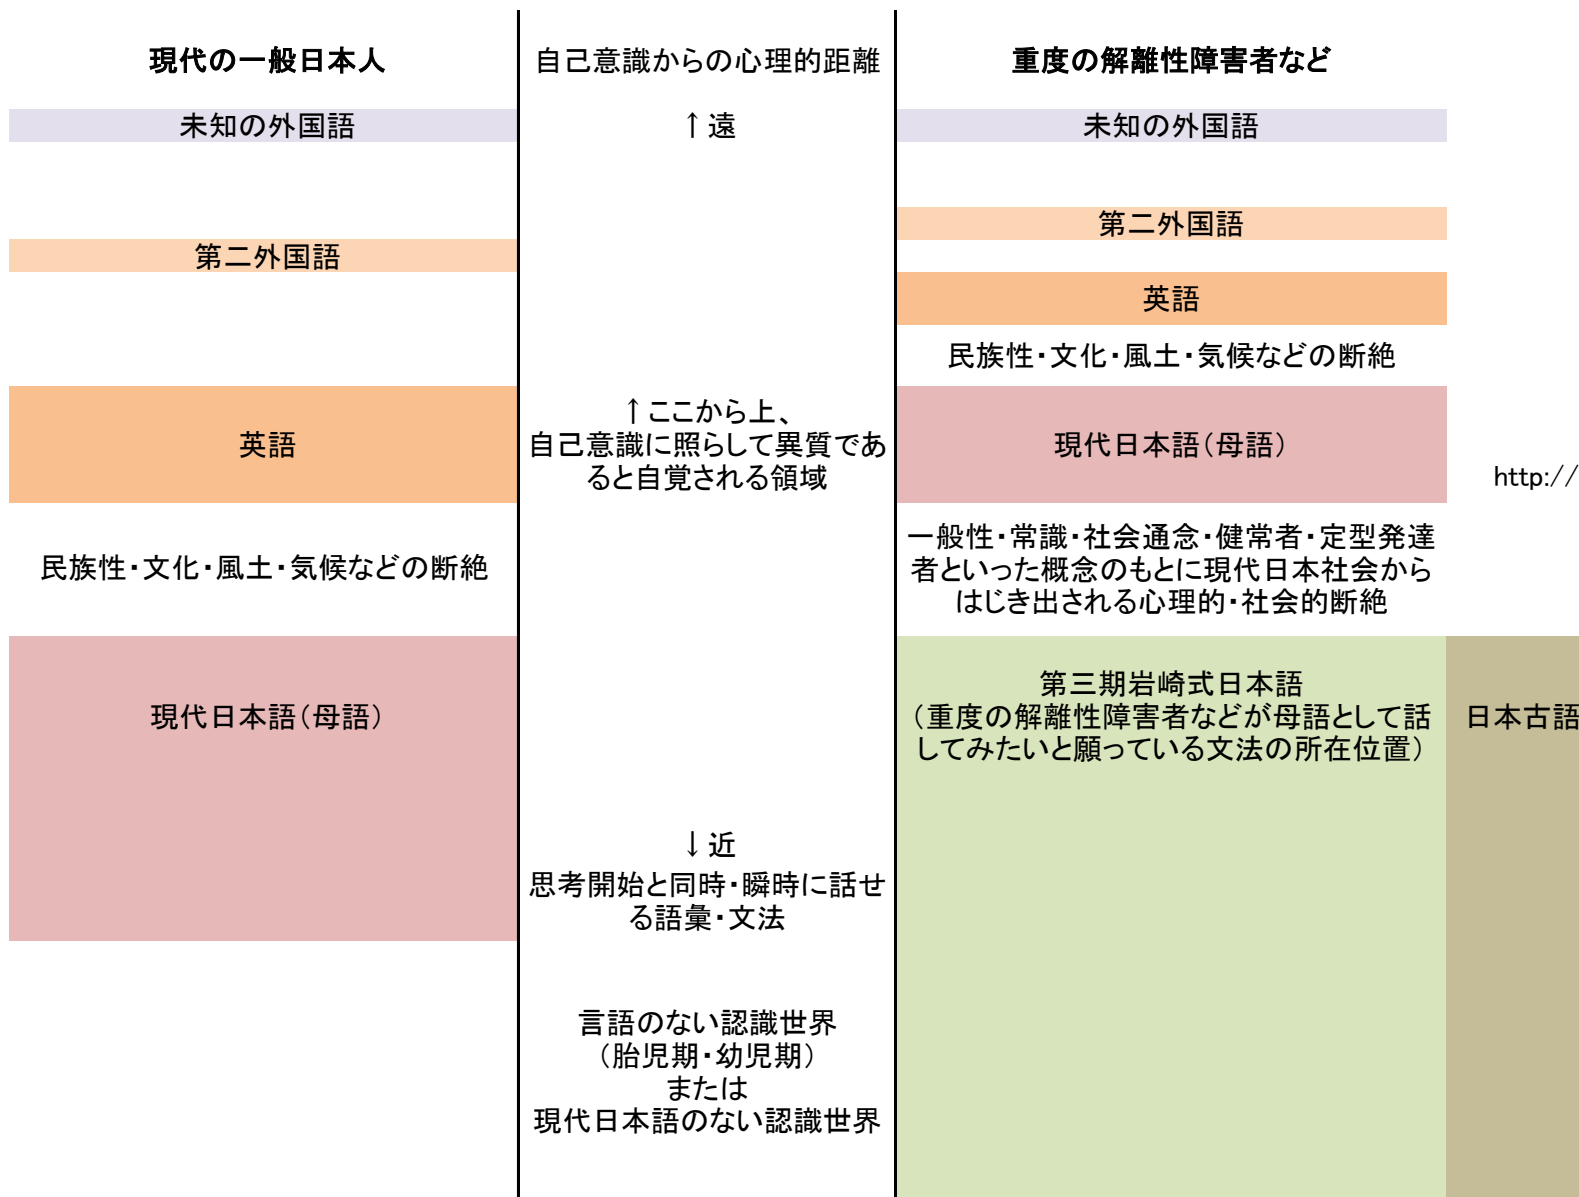 現代の一般日本人
自己意識からの心理的距離
重度の解離性障害者など
未知の外国語
↑遠
未知の外国語
第二外国語
第二外国語
英語
民族性・文化・風土・気候などの断絶
英語
↑ここから上、
自己意識に照らして異質であ
ると自覚される領域
現代日本語（母語）
http://
民族性・文化・風土・気候などの断絶
一般性・常識・社会通念・健常者・定型発達
者といった概念のもとに現代日本社会から
はじき出される心理的・社会的断絶
現代日本語（母語）
第三期岩崎式日本語
（重度の解離性障害者などが母語として話
してみたいと願っている文法の所在位置）
日本古語
↓近
思考開始と同時・瞬時に話せ
る語彙・文法
言語のない認識世界
（胎児期・幼児期）
または
現代日本語のない認識世界